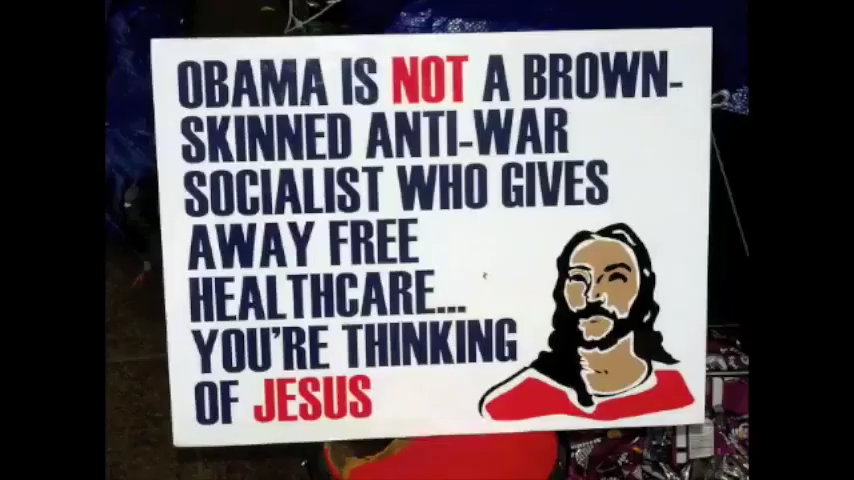 OBAMA IS NOT A BROWN-
SKINNED ANTI-WAR
SOCIALIST WHO GIVES
AWAY FREE
HEALTHCARE...
YOU'RE THINKING
OF JESUS